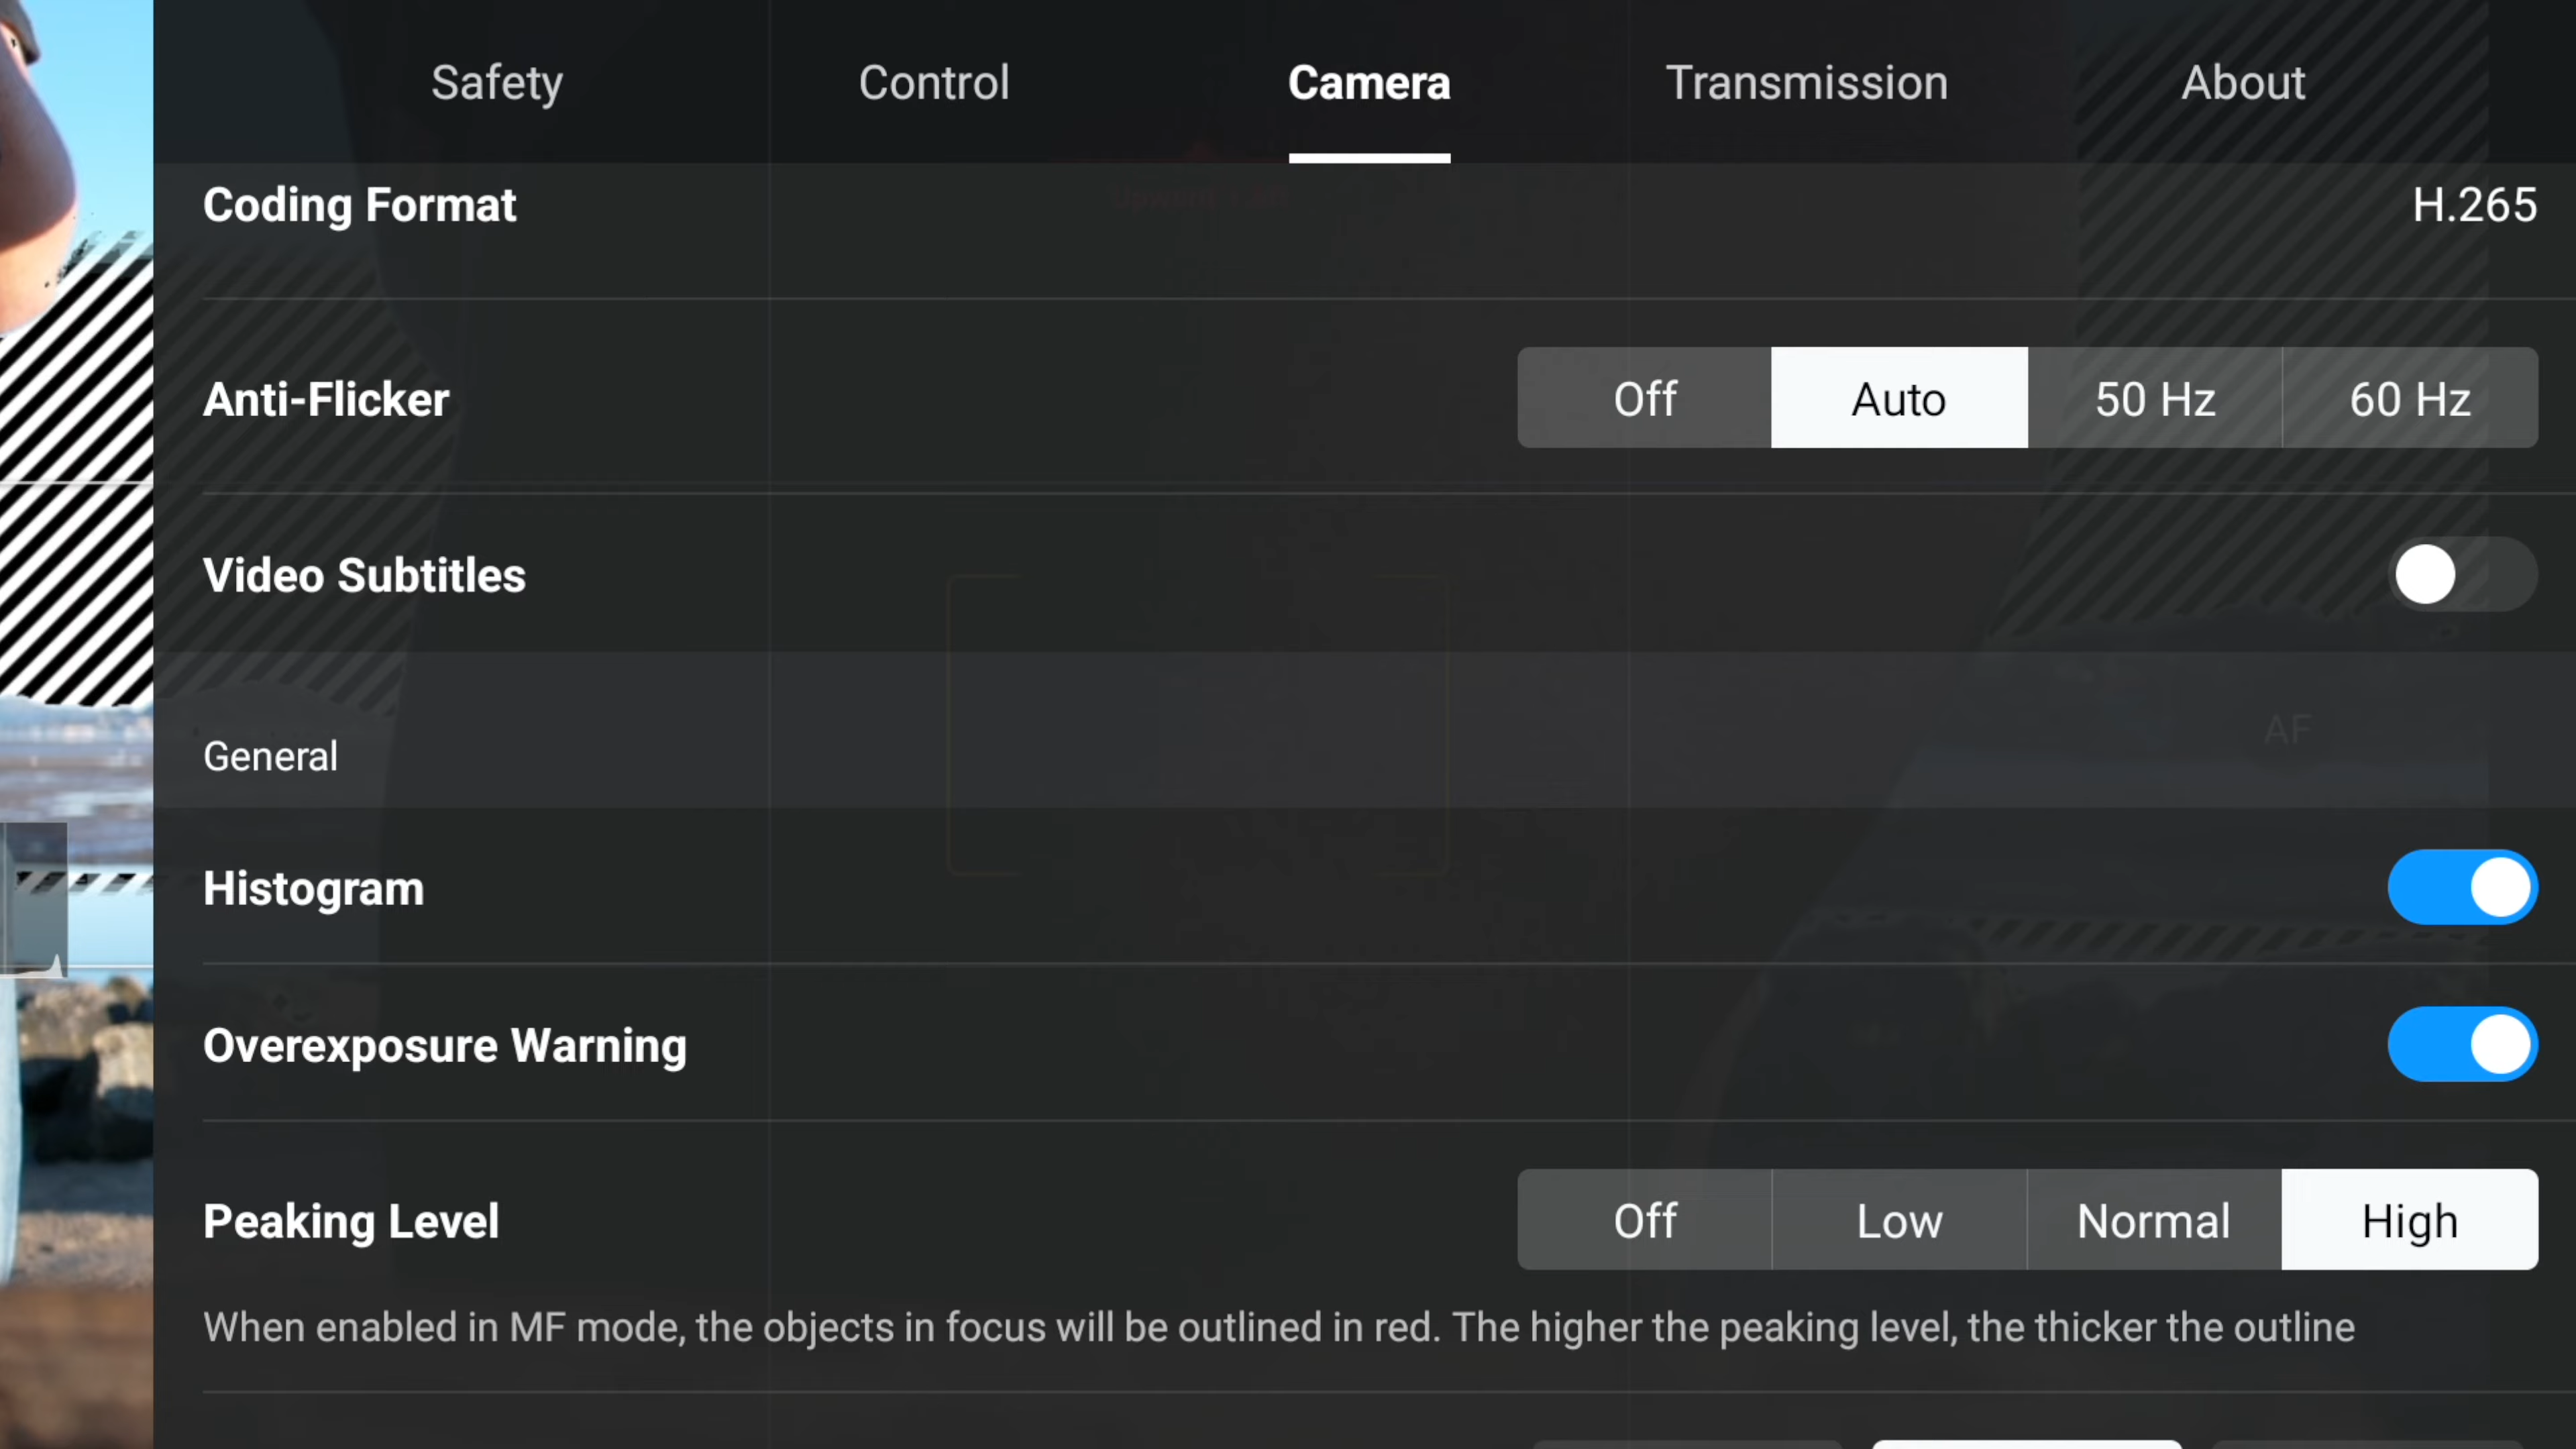 Safety Control Camera Transmission About
Coding Format H.265
Anti-Flicker Off Auto 50 Hz 60 Hz
Video Subtitles
AF
General
Histogram
Overexposure Warning
Peaking Level Off Low Normal High
When enabled in MF mode, the objects in focus will be outlined in red. The higher the peaking level, the thicker the outline